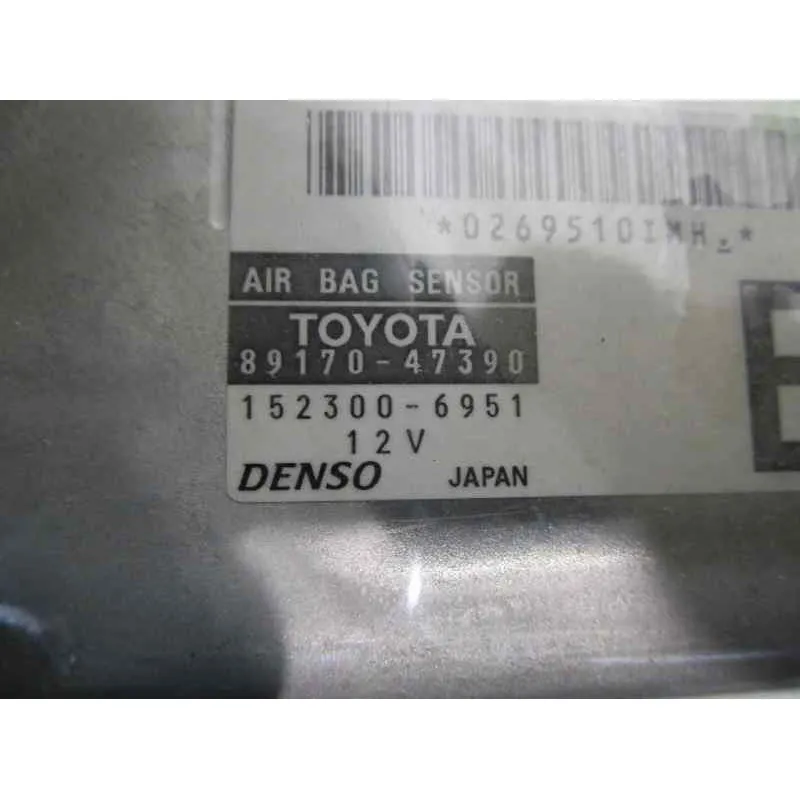 *0269510IMH.*
AIR BAG SENSOR
TOYOTA
89170-47390
152300-6951
12V
DENSO JAPAN